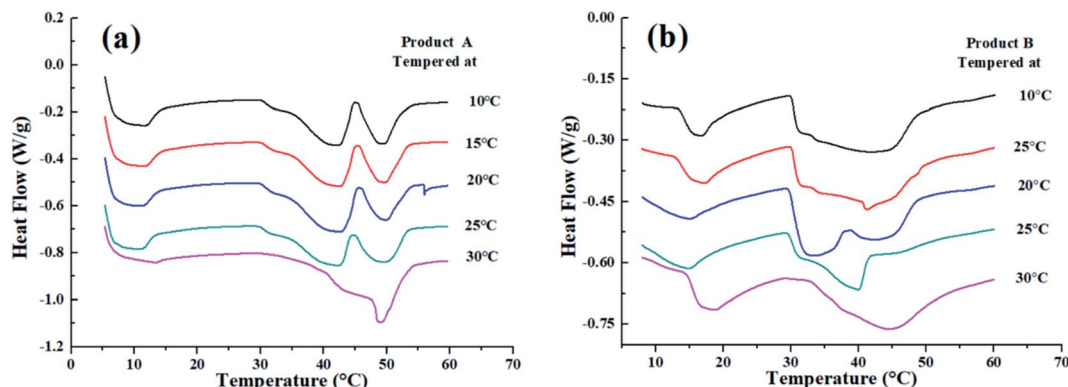 (a)
Product A
Tempered at
10°C
15°C
20°C
25°C
30°C
0.2
0.0
-0.2
-0.4
-0.6
-0.8
-1.0
-1.2
Heat Flow (W/g)
0 10 20 30 40 50 60 70
Temperature (°C)
(b)
Product B
Tempered at
10°C
25°C
20°C
25°C
30°C
0.00
-0.15
-0.30
-0.45
-0.60
-0.75
Heat Flow (W/g)
10 20 30 40 50 60 70
Temperature (°C)